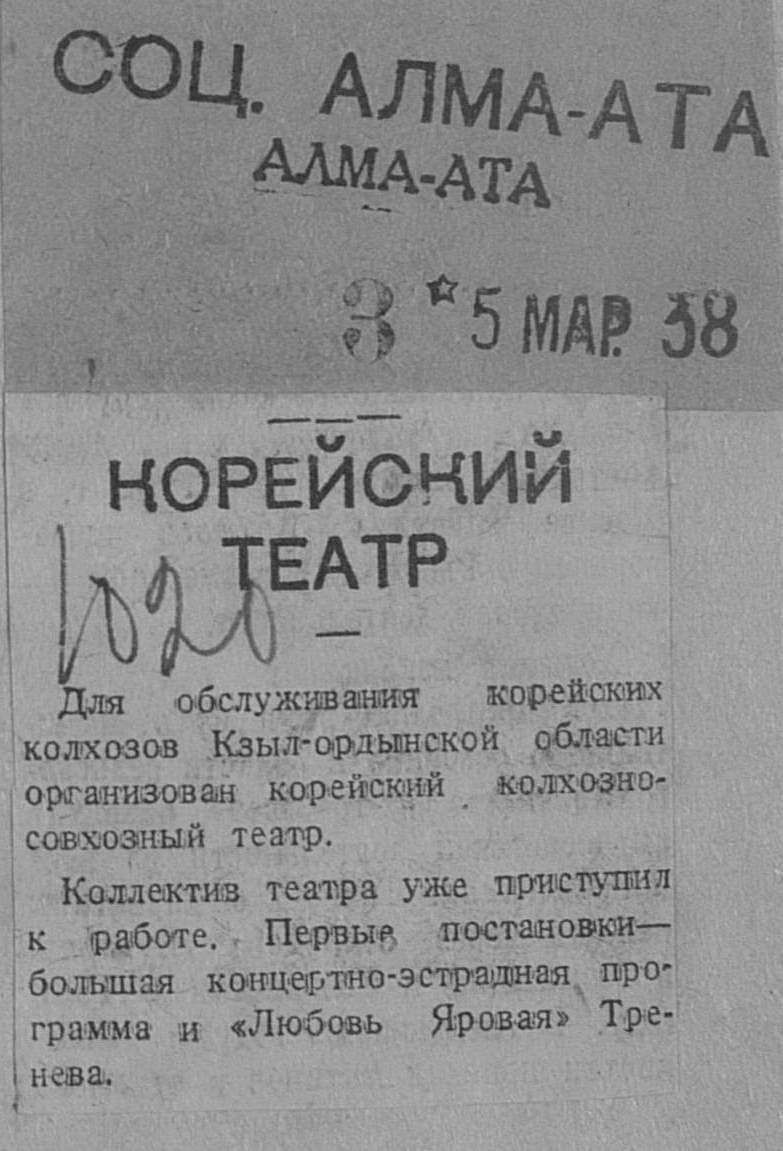 СОЦ. АЛМА-АТА
АЛМА-АТА
3 5 МАР. 38
КОРЕЙСКИЙ
ТЕАТР
1020
Для обслуживания корейских
колхозов Кзыл-ордынской области
организован корейский колхозно-
совхозный театр.
Коллектив театра уже приступил
к работе. Первые постановки—
большая концертно-эстрадная про-
грамма и «Любовь Яровая» Тре-
нева.